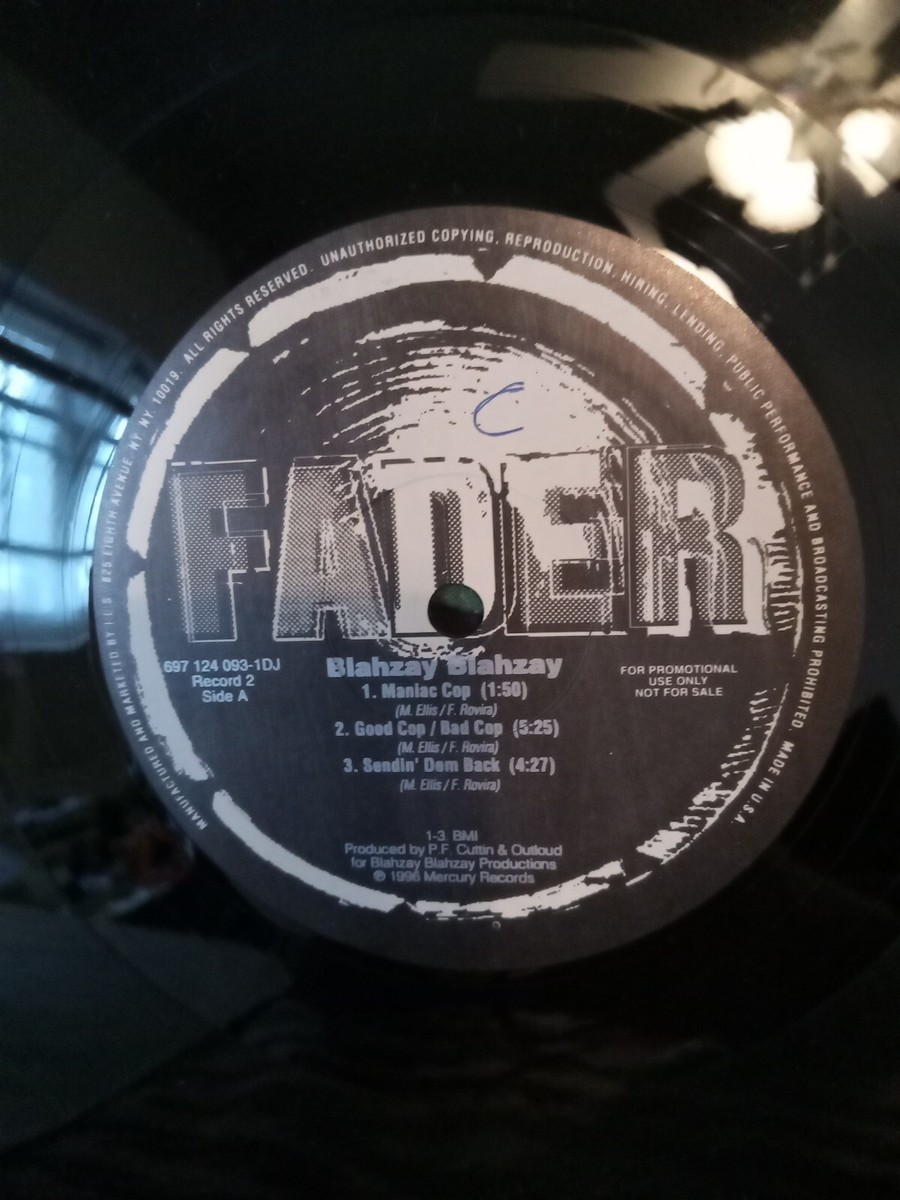 MANUFACTURED AND MARKETED BY I.L.S. 825 EIGHTH AVENUE NY, NY. 10019. ALL RIGHTS RESERVED. UNAUTHORIZED COPYING, REPRODUCTION, HIRING, LENDING, PUBLIC PERFORMANCE AND BROADCASTING PROHIBITED. MADE IN U.S.A.
C
FADER
697 124 093-1DJ
Record 2
Side A
Blahzay Blahzay
1. Maniac Cop (1:50)
(M. Ellis / F. Rovira)
2. Good Cop / Bad Cop (5:25)
(M. Ellis / F. Rovira)
3. Sendin' Dem Back (4:27)
(M. Ellis / F. Rovira)
FOR PROMOTIONAL
USE ONLY
NOT FOR SALE
1-3. BMI
Produced by P.F. Cuttin & Outloud
for Blahzay Blahzay Productions
℗ 1996 Mercury Records